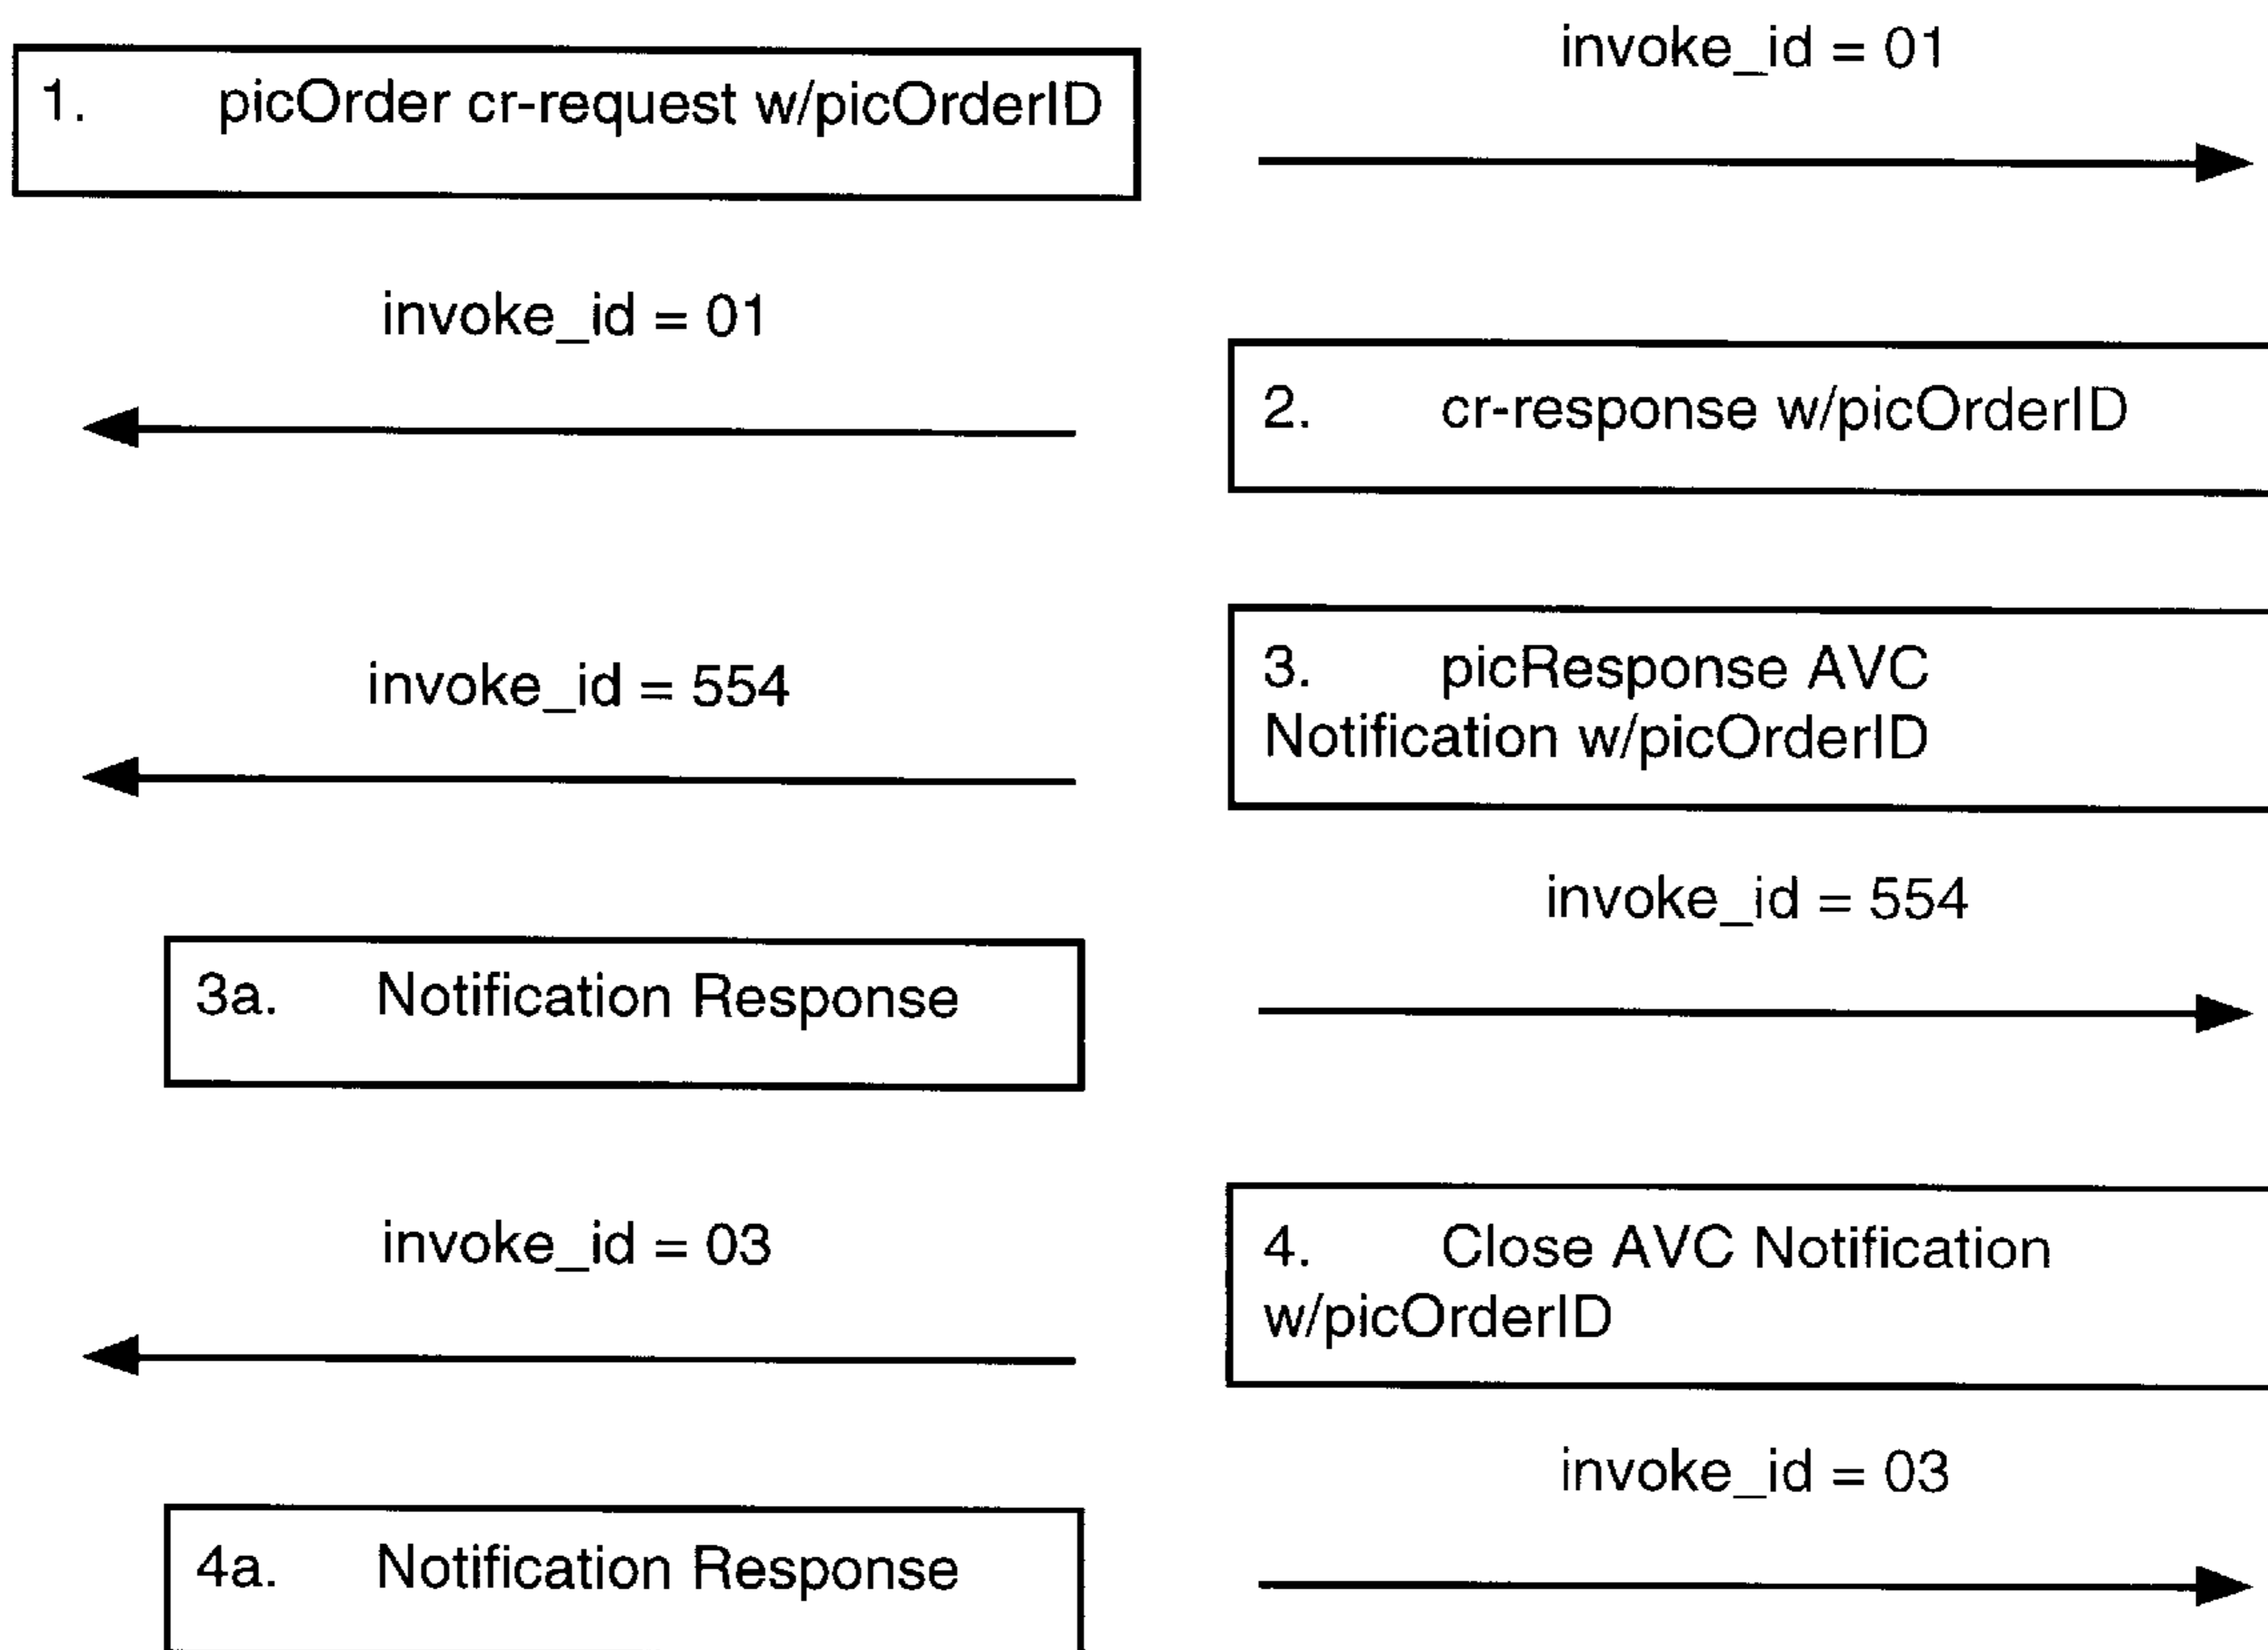 invoke_id = 01
1. picOrder cr-request w/picOrderID
invoke_id = 01
2. cr-response w/picOrderID
3. picResponse AVC
Notification w/picOrderID
invoke_id = 554
invoke_id = 554
3a. Notification Response
4. Close AVC Notification
w/picOrderID
invoke_id = 03
invoke_id = 03
4a. Notification Response